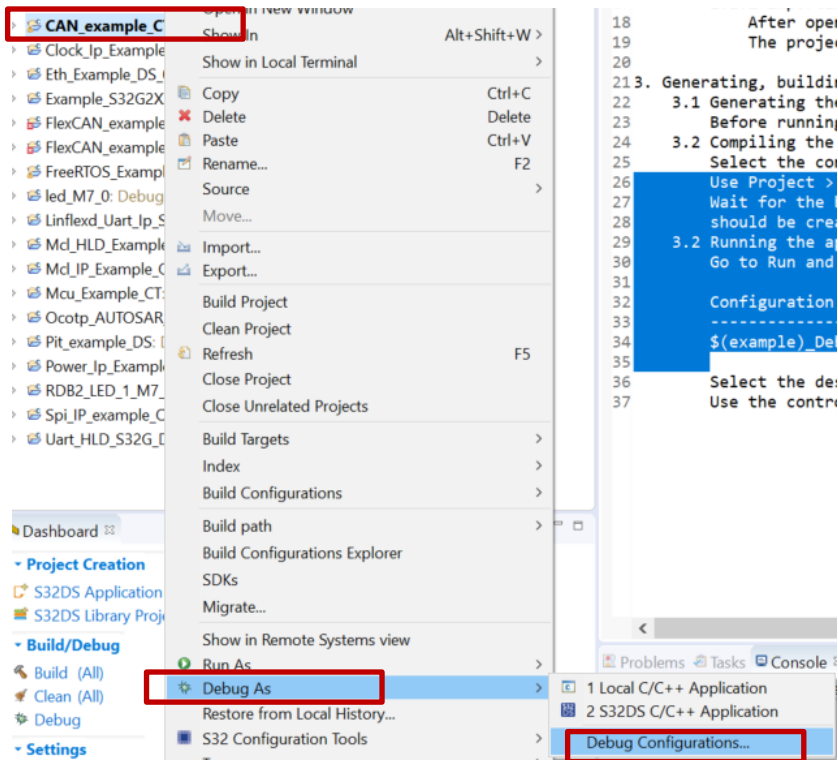 CAN_example_C
Clock_Ip_Example
Eth_Example_DS_
Example_S32G2X
FlexCAN_example
FlexCAN_example
FreeRTOS_Exampl
led_M7_0: Debug
Linflexd_Uart_Ip_S
Mcl_HLD_Example
Mcl_IP_Example_C
Mcu_Example_CT:
Ocotp_AUTOSAR
Pit_example_DS:
Power_Ip_Exampl
RDB2_LED_1_M7_
Spi_IP_example_C
Uart_HLD_S32G_D
Open in New Window
Show In Alt+Shift+W >
Show in Local Terminal >
Copy Ctrl+C
Delete Delete
Paste Ctrl+V
Rename... F2
Source >
Move...
Import...
Export...
Build Project
Clean Project
Refresh F5
Close Project
Close Unrelated Projects
Build Targets >
Index >
Build Configurations >
Build path >
Build Configurations Explorer
SDKs
Migrate...
Show in Remote Systems view
Run As >
Debug As >
Restore from Local History...
S32 Configuration Tools >
1 Local C/C++ Application
2 S32DS C/C++ Application
Debug Configurations...
18 After oper
19 The projec
20
21 3. Generating, buildin
22 3.1 Generating the
23 Before running
24 3.2 Compiling the
25 Select the con
26 Use Project >
27 Wait for the
28 should be crea
29 3.2 Running the ap
30 Go to Run and
31
32 Configuration
33 -------------
34 $(example)_Del
35
36 Select the des
37 Use the contro
Dashboard
Project Creation
S32DS Application
S32DS Library Proj
Build/Debug
Build (All)
Clean (All)
Debug
Settings
Problems Tasks Console